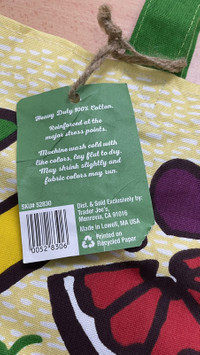 Heavy Duty 100% Cotton.
Reinforced at the
major stress points.
Machine wash cold with
like colors, lay flat to dry.
May shrink slightly and
fabric colors may run.
SKU# 52830
Dist. & Sold Exclusively by:
Trader Joe's,
Monrovia, CA 91016
Made in Lowell, MA USA
Printed on
Recycled Paper
0052 8306